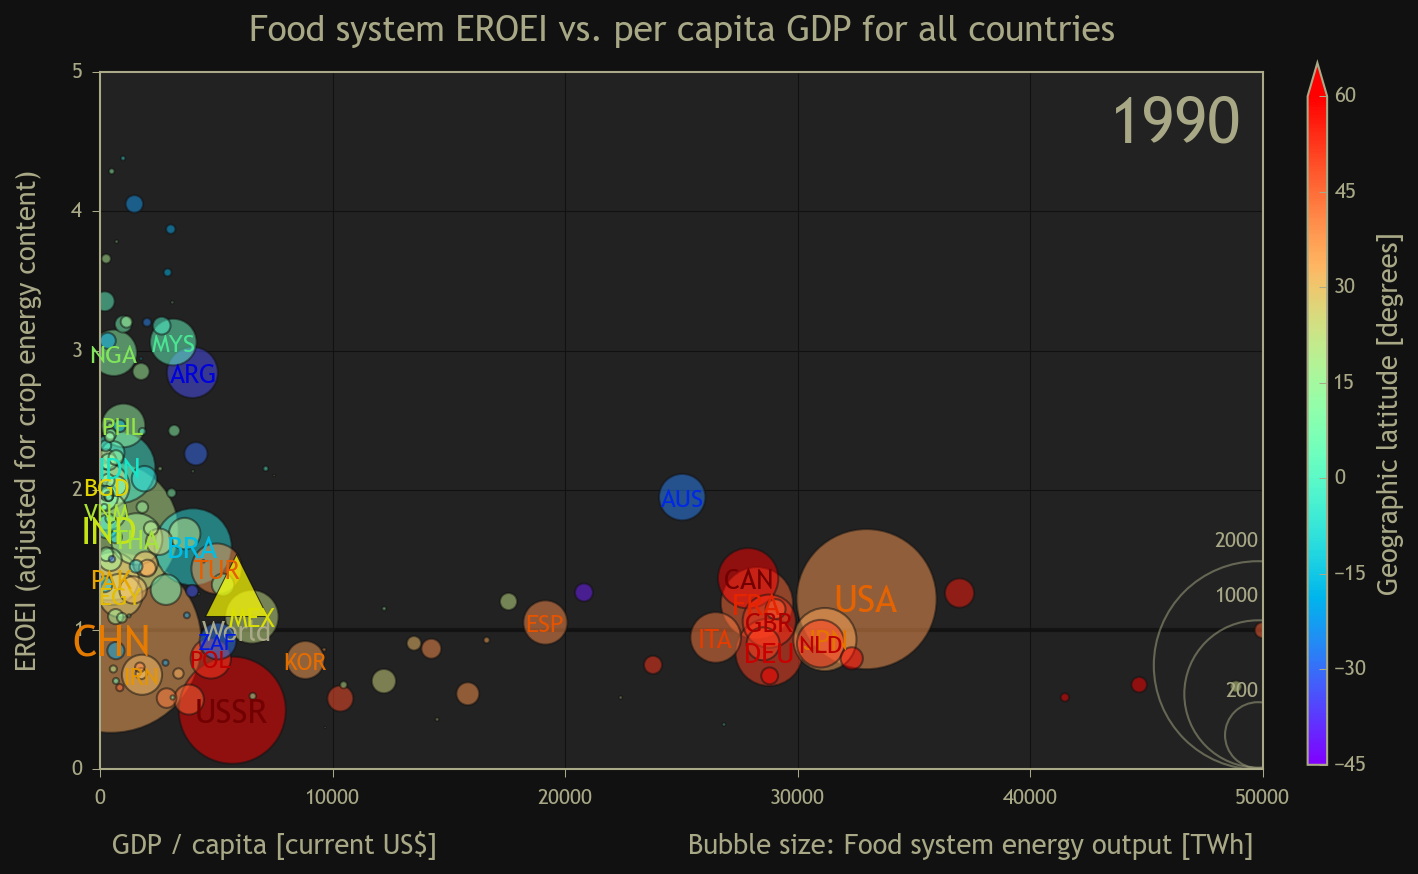 Food system EROEI vs. per capita GDP for all countries
1990
EROEI (adjusted for crop energy content)
5
4
3
2
1
0
0
10000
20000
30000
40000
50000
GDP / capita [current US$]
Bubble size: Food system energy output [TWh]
Geographic latitude [degrees]
60
45
30
15
0
−15
−30
−45
2000
1000
200
NGA
MYS
ARG
PHL
IDN
BGD
VNM
IND
THA
BRA
TUR
PAK
EGY
MEX
World
CHN
ZAF
POL
KOR
IRN
USSR
ESP
AUS
CAN
FRA
GBR
ITA
DEU
NLD
USA